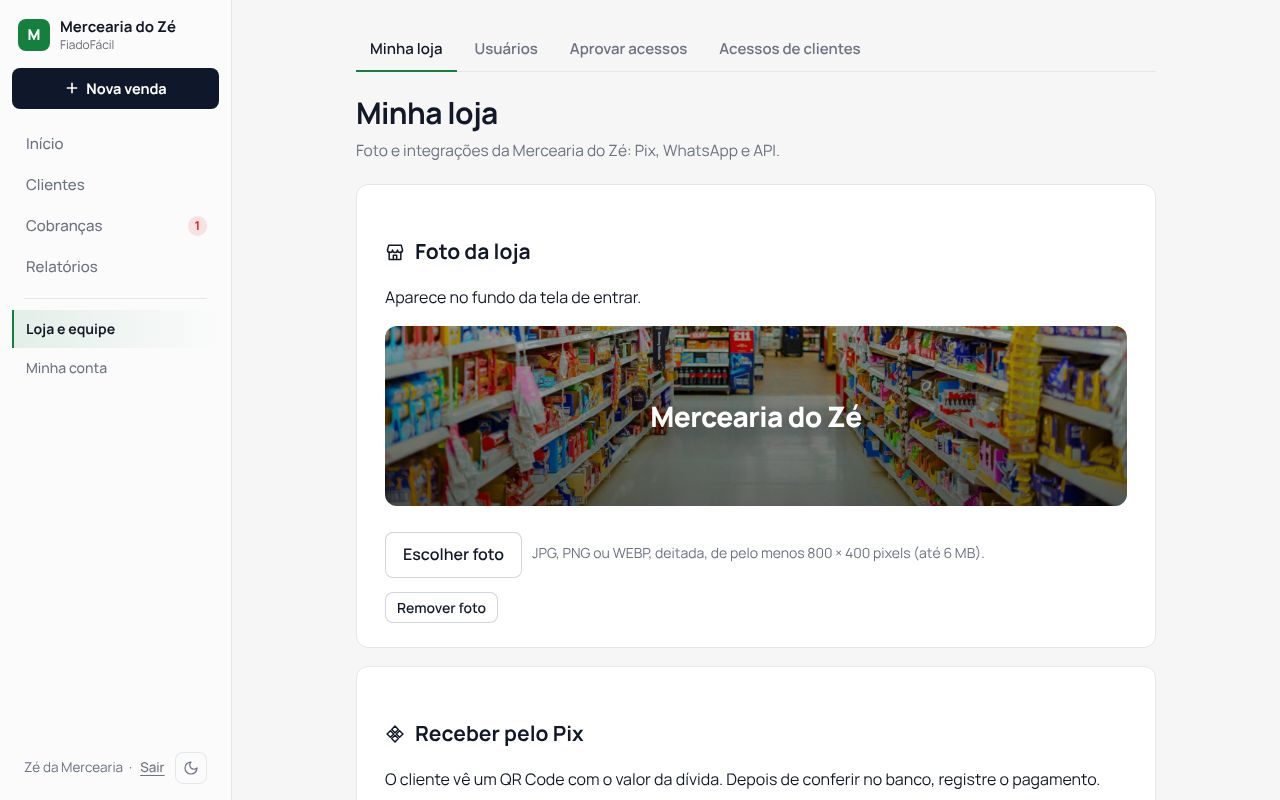 M
Mercearia do Zé
FiadoFácil
+ Nova venda
Início
Clientes
Cobranças 1
Relatórios
Loja e equipe
Minha conta
Zé da Mercearia · Sair
Minha loja Usuários Aprovar acessos Acessos de clientes
Minha loja
Foto e integrações da Mercearia do Zé: Pix, WhatsApp e API.
Foto da loja
Aparece no fundo da tela de entrar.
Mercearia do Zé
Escolher foto JPG, PNG ou WEBP, deitada, de pelo menos 800 × 400 pixels (até 6 MB).
Remover foto
Receber pelo Pix
O cliente vê um QR Code com o valor da dívida. Depois de conferir no banco, registre o pagamento.